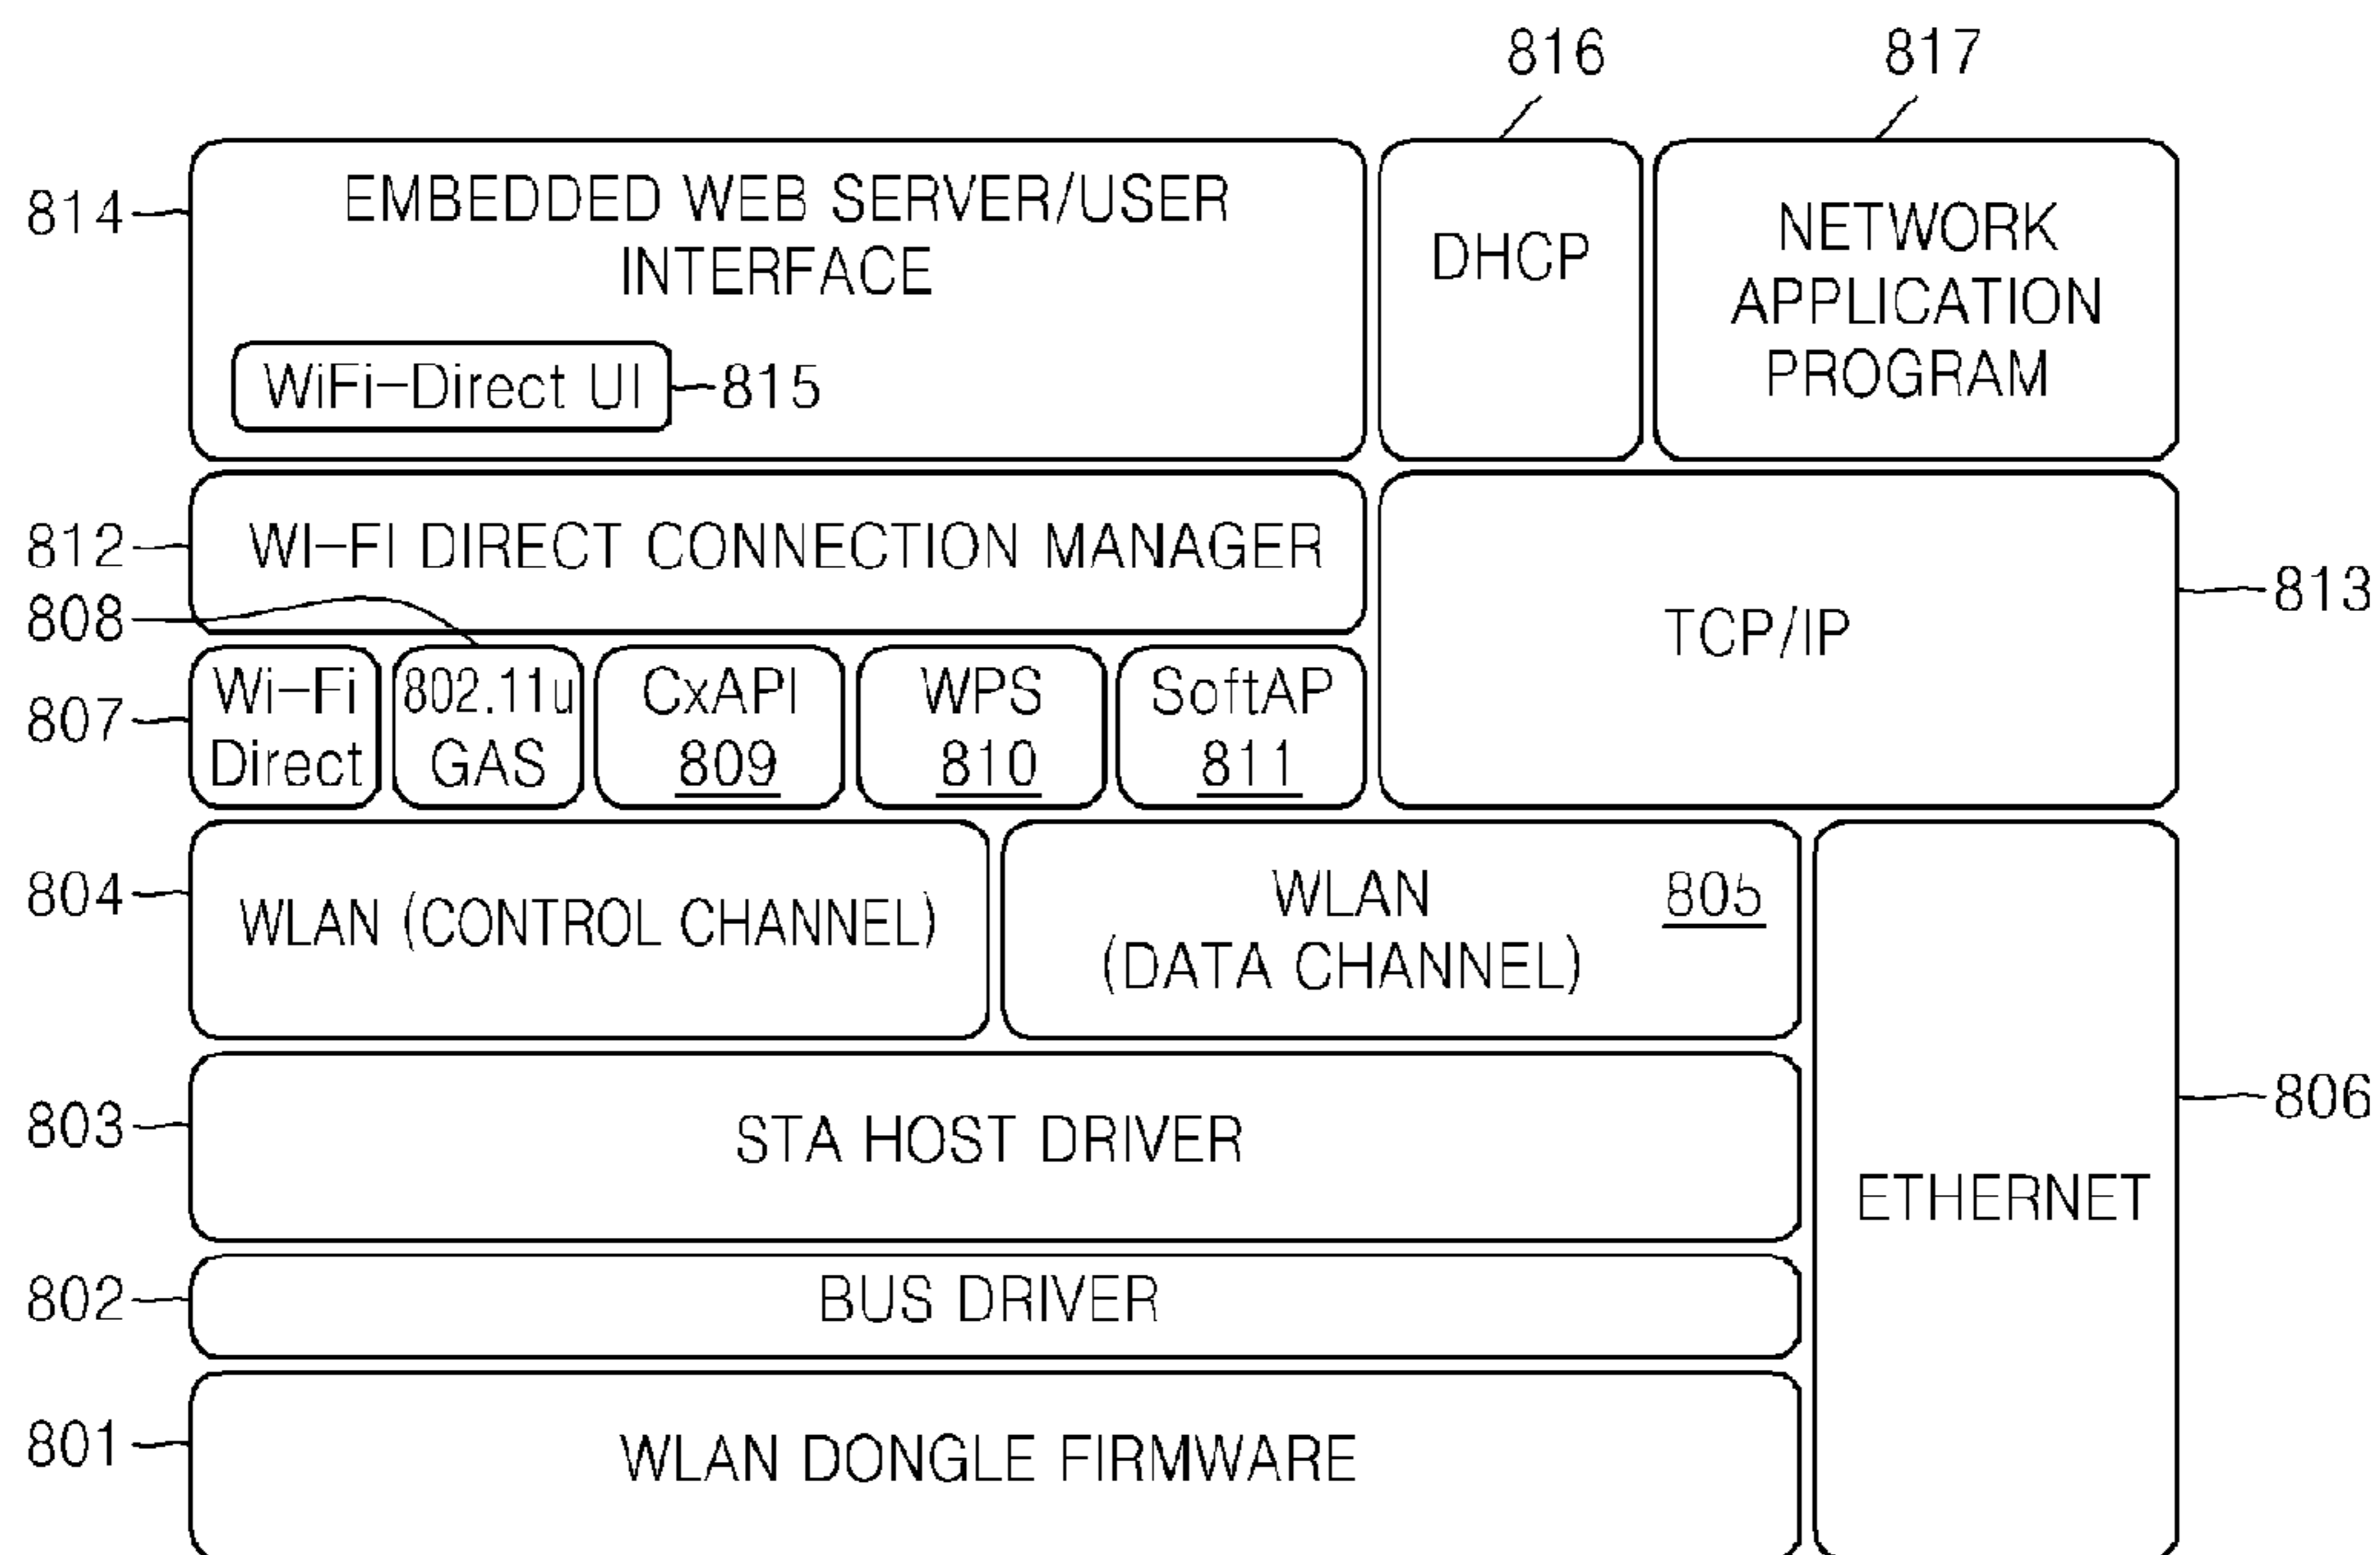 816
817
814
EMBEDDED WEB SERVER/USER
INTERFACE
WiFi-Direct UI
815
DHCP
NETWORK
APPLICATION
PROGRAM
812
WI-FI DIRECT CONNECTION MANAGER
808
TCP/IP
813
807
Wi-Fi
Direct
802.11u
GAS
CxAPI
809
WPS
810
SoftAP
811
804
WLAN (CONTROL CHANNEL)
WLAN
(DATA CHANNEL)
805
803
STA HOST DRIVER
ETHERNET
806
802
BUS DRIVER
801
WLAN DONGLE FIRMWARE